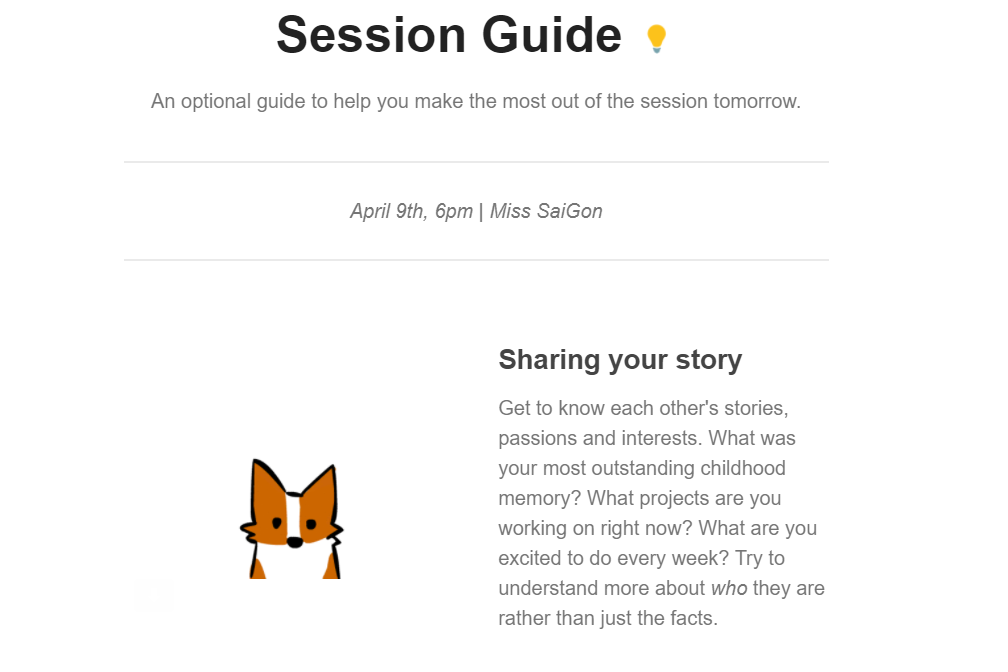 Session Guide
An optional guide to help you make the most out of the session tomorrow.
April 9th, 6pm | Miss SaiGon
Sharing your story
Get to know each other's stories,
passions and interests. What was
your most outstanding childhood
memory? What projects are you
working on right now? What are you
excited to do every week? Try to
understand more about who they are
rather than just the facts.